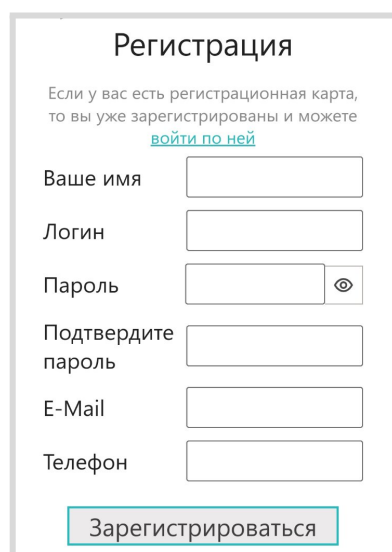 Регистрация
Если у вас есть регистрационная карта,
то вы уже зарегистрированы и можете
войти по ней
Ваше имя
Логин
Пароль
Подтвердите
пароль
E-Mail
Телефон
Зарегистрироваться